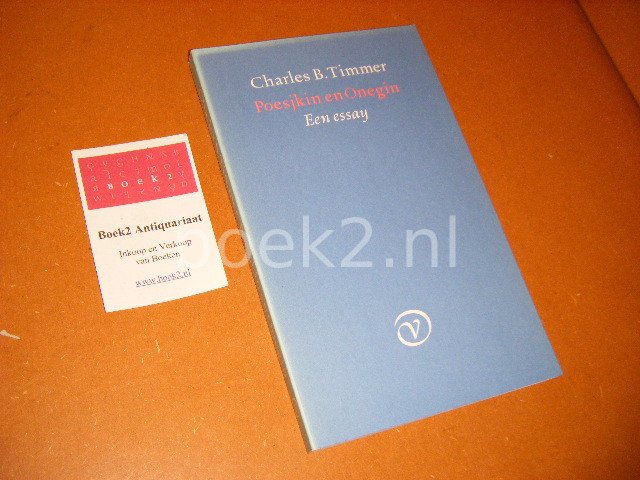 Charles B. Timmer
Poesjkin en Onegin
Een essay
V
BOEK2
Boek2 Antiquariaat
Inkoop en Verkoop
van Boeken
www.boek2.nl
boek2.nl